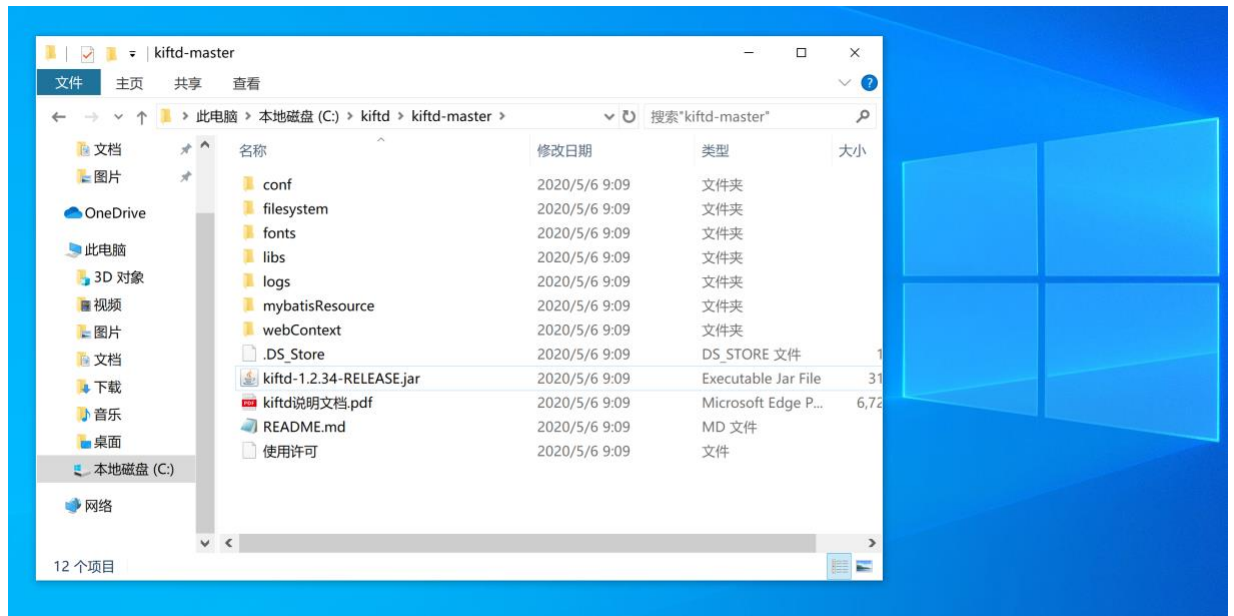 kiftd-master
文件 主页 共享 查看
此电脑 > 本地磁盘 (C:) > kiftd > kiftd-master > 搜索"kiftd-master"
文档
图片
OneDrive
此电脑
3D 对象
视频
图片
文档
下载
音乐
桌面
本地磁盘 (C:)
网络
名称 修改日期 类型 大小
conf 2020/5/6 9:09 文件夹
filesystem 2020/5/6 9:09 文件夹
fonts 2020/5/6 9:09 文件夹
libs 2020/5/6 9:09 文件夹
logs 2020/5/6 9:09 文件夹
mybatisResource 2020/5/6 9:09 文件夹
webContext 2020/5/6 9:09 文件夹
.DS_Store 2020/5/6 9:09 DS_STORE 文件 1
kiftd-1.2.34-RELEASE.jar 2020/5/6 9:09 Executable Jar File 31
kiftd说明文档.pdf 2020/5/6 9:09 Microsoft Edge P... 6,72
README.md 2020/5/6 9:09 MD 文件
使用许可 2020/5/6 9:09 文件
12 个项目